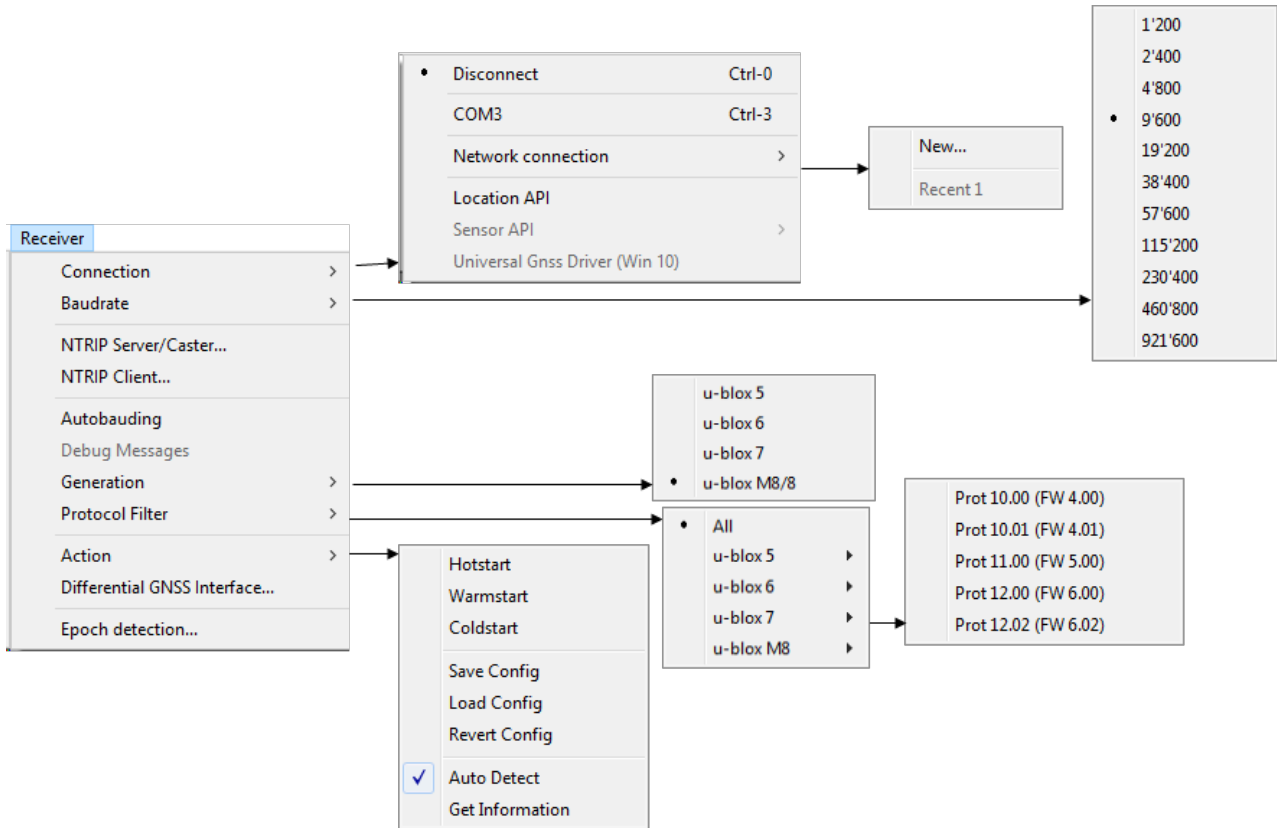 Receiver
Connection
Baudrate
NTRIP Server/Caster...
NTRIP Client...
Autobauding
Debug Messages
Generation
Protocol Filter
Action
Differential GNSS Interface...
Epoch detection...
Disconnect Ctrl-0
COM3 Ctrl-3
Network connection
Location API
Sensor API
Universal Gnss Driver (Win 10)
New...
Recent 1
1'200
2'400
4'800
9'600
19'200
38'400
57'600
115'200
230'400
460'800
921'600
u-blox 5
u-blox 6
u-blox 7
u-blox M8/8
All
u-blox 5
u-blox 6
u-blox 7
u-blox M8
Prot 10.00 (FW 4.00)
Prot 10.01 (FW 4.01)
Prot 11.00 (FW 5.00)
Prot 12.00 (FW 6.00)
Prot 12.02 (FW 6.02)
Hotstart
Warmstart
Coldstart
Save Config
Load Config
Revert Config
Auto Detect
Get Information